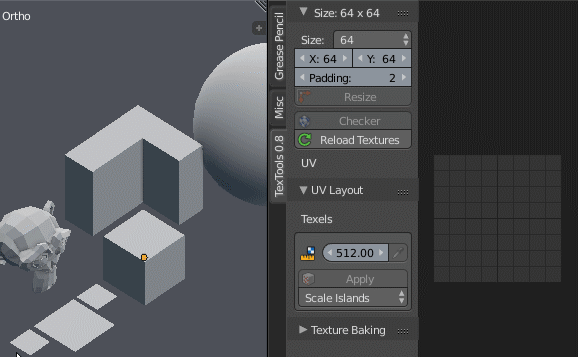 Ortho
Grease Pencil
Misc
TexTools 0.8
Size: 64 x 64
Size: 64
X: 64 Y: 64
Padding: 2
Resize
Checker
Reload Textures
UV
UV Layout
Texels
512.00
Apply
Scale Islands
Texture Baking